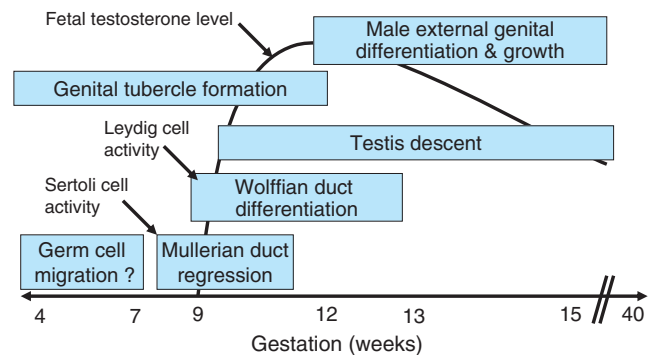 Fetal testosterone level
Male external genital
differentiation & growth
Genital tubercle formation
Leydig cell
activity
Testis descent
Sertoli cell
activity
Wolffian duct
differentiation
Germ cell
migration ?
Mullerian duct
regression
4 7 9 12 13 15 40
Gestation (weeks)